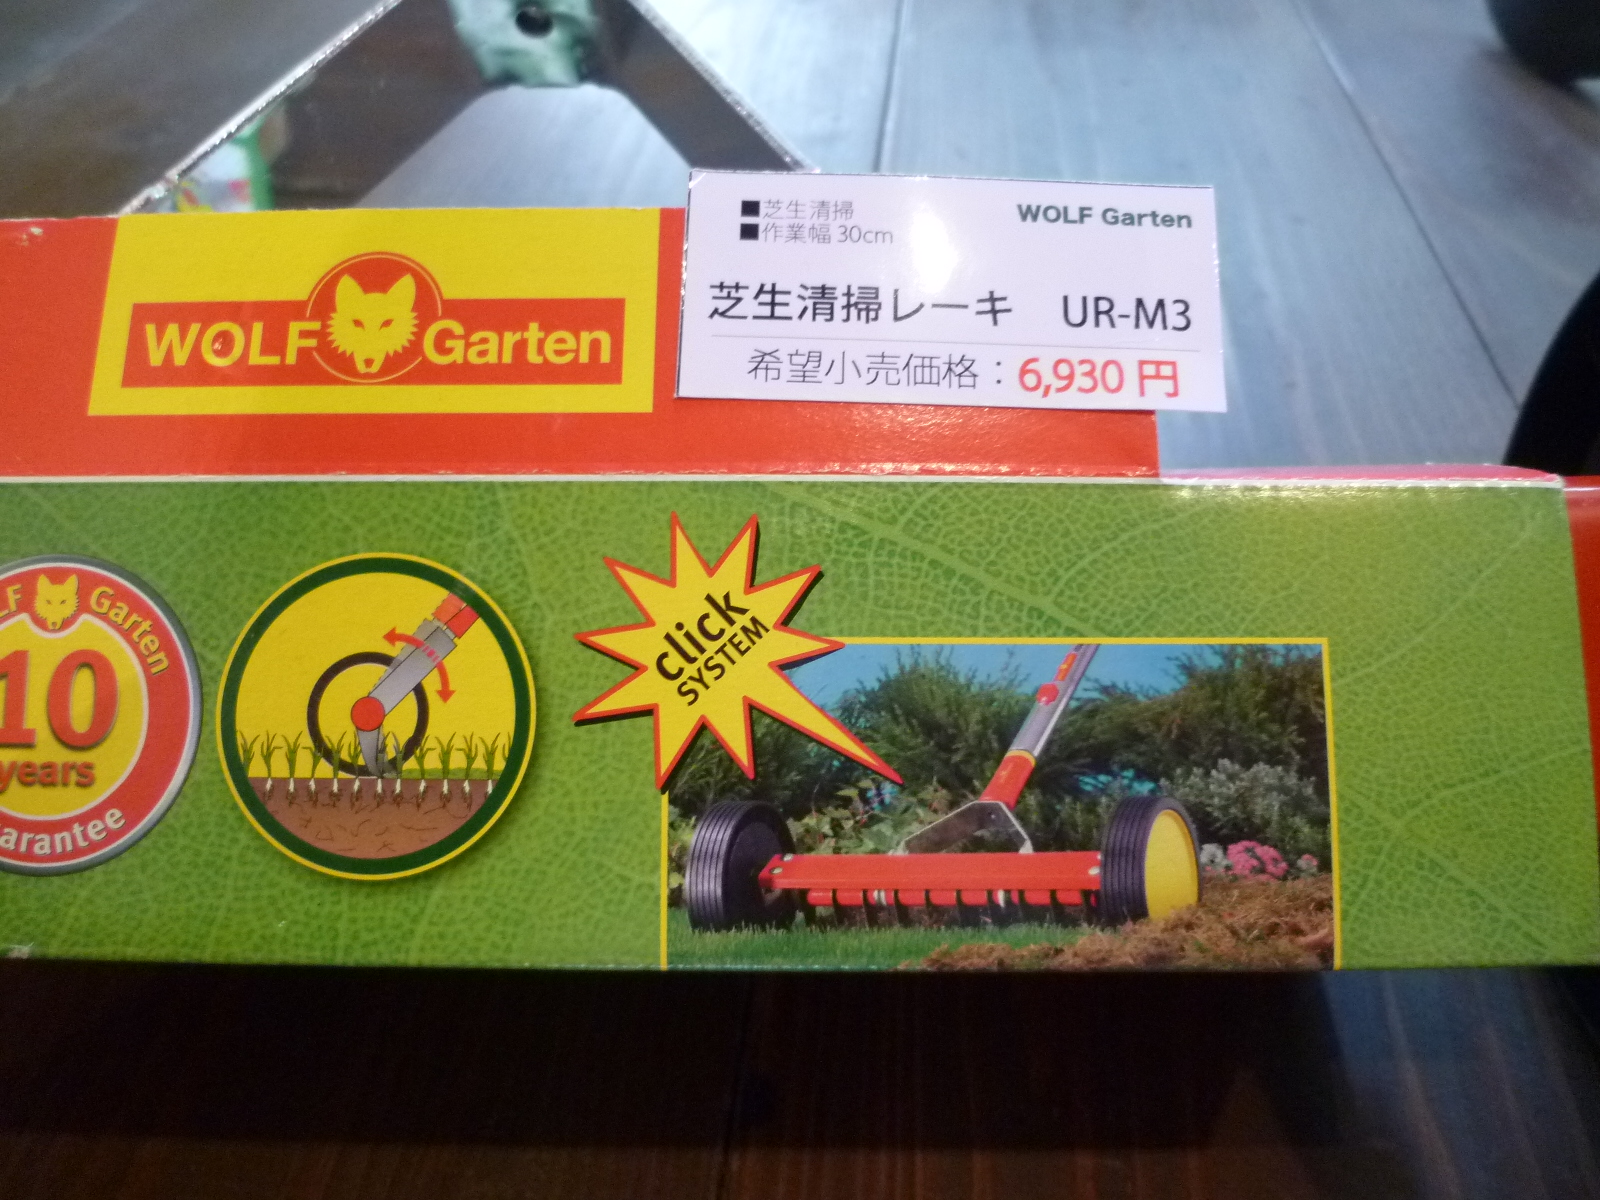 ■芝生清掃
■作業幅 30cm
WOLF Garten
芝生清掃レーキ UR-M3
希望小売価格：6,930 円
WOLF Garten
Garten
10
years
click
SYSTEM